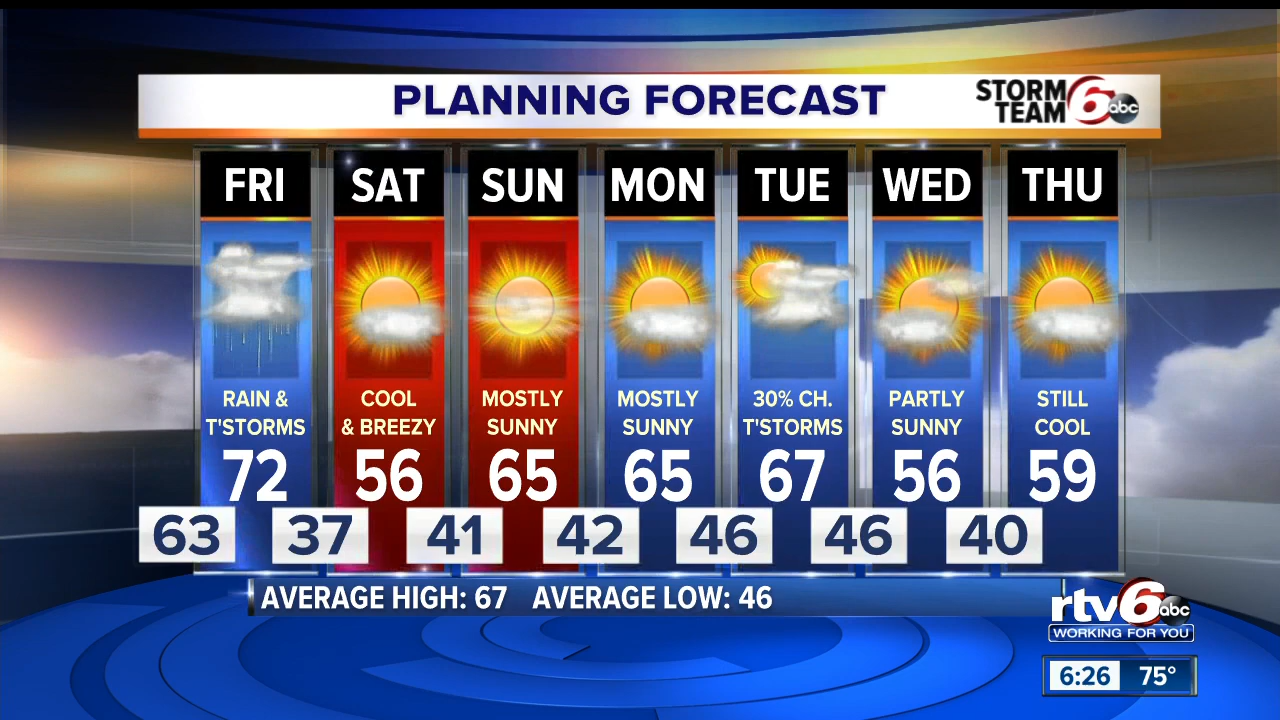 PLANNING FORECAST
STORM
TEAM 6 abc
FRI SAT SUN MON TUE WED THU
RAIN & COOL MOSTLY MOSTLY 30% CH. PARTLY STILL
T'STORMS & BREEZY SUNNY SUNNY T'STORMS SUNNY COOL
72 56 65 65 67 56 59
63 37 41 42 46 46 40
AVERAGE HIGH: 67 AVERAGE LOW: 46
rtv6 abc
WORKING FOR YOU
6:26 75°